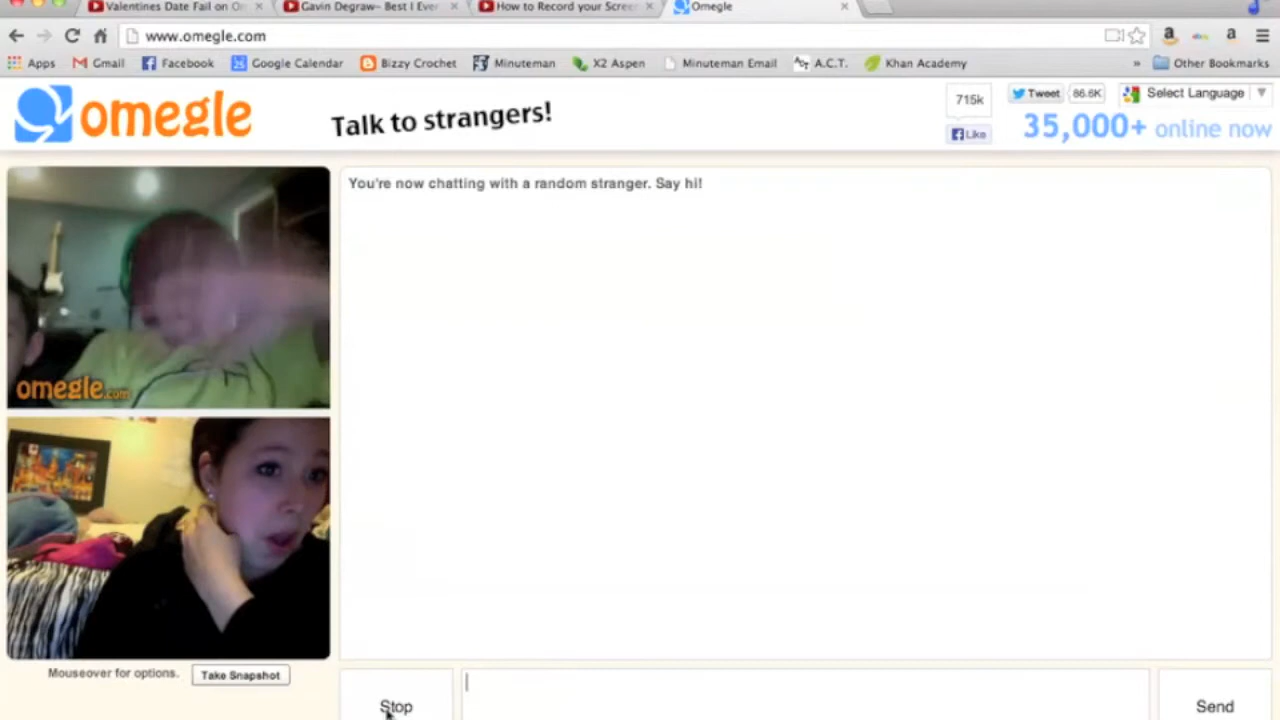 Valentines Date Fail on O
Gavin Degraw- Best I Ever
How to Record your Scree
Omegle
www.omegle.com
Apps
Gmail
Facebook
Google Calendar
Bizzy Crochet
Minuteman
X2 Aspen
Minuteman Email
A.C.T.
Khan Academy
»
Other Bookmarks
omegle
Talk to strangers!
715k
Like
Tweet
86.6K
Select Language
35,000+ online now
You're now chatting with a random stranger. Say hi!
omegle.com
Mouseover for options.
Take Snapshot
Stop
Send